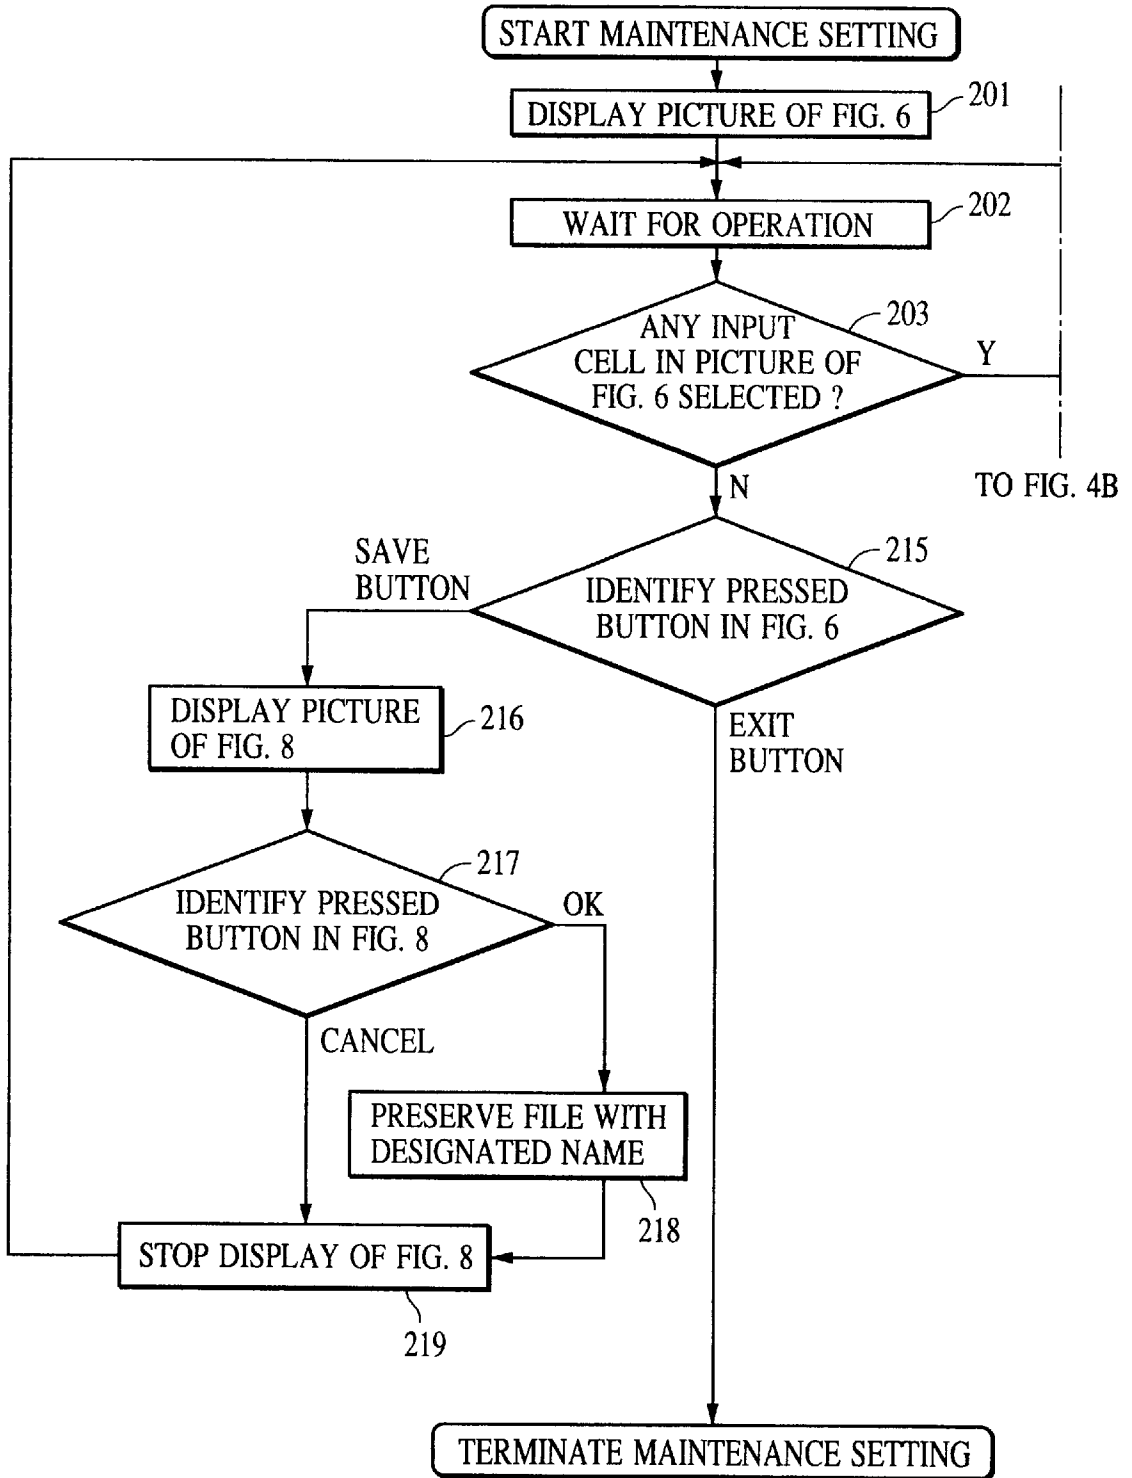 START MAINTENANCE SETTING
DISPLAY PICTURE OF FIG. 6
201
WAIT FOR OPERATION
202
ANY INPUT
CELL IN PICTURE OF
FIG. 6 SELECTED ?
203
Y
TO FIG. 4B
N
IDENTIFY PRESSED
BUTTON IN FIG. 6
215
SAVE
BUTTON
EXIT
BUTTON
DISPLAY PICTURE
OF FIG. 8
216
IDENTIFY PRESSED
BUTTON IN FIG. 8
217
OK
CANCEL
PRESERVE FILE WITH
DESIGNATED NAME
218
STOP DISPLAY OF FIG. 8
219
TERMINATE MAINTENANCE SETTING